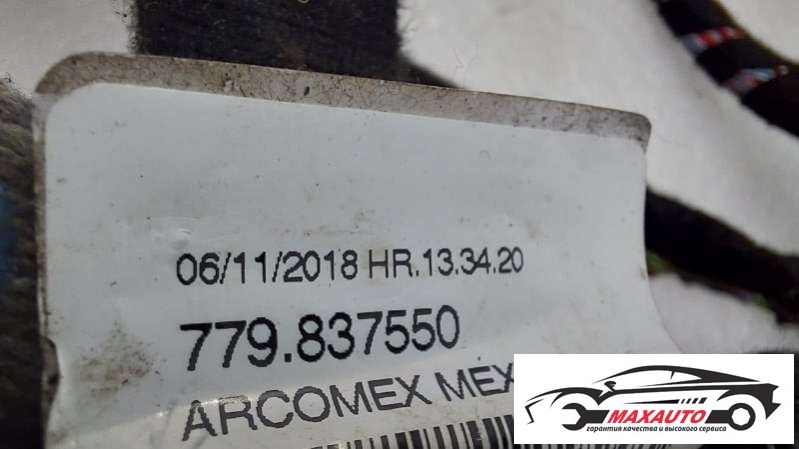 06/11/2018 HR.13.34.20
779.837550
ARCOMEX MEX
MAXAUTO
гарантия качества и высокого сервиса